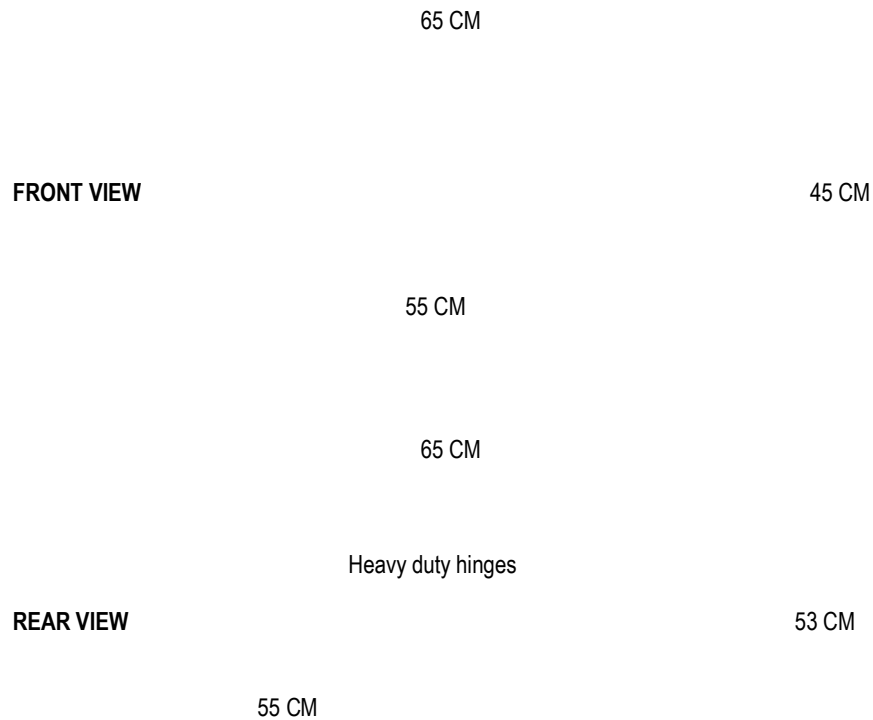 65 CM
FRONT VIEW 45 CM
55 CM
65 CM
Heavy duty hinges
REAR VIEW 53 CM
55 CM